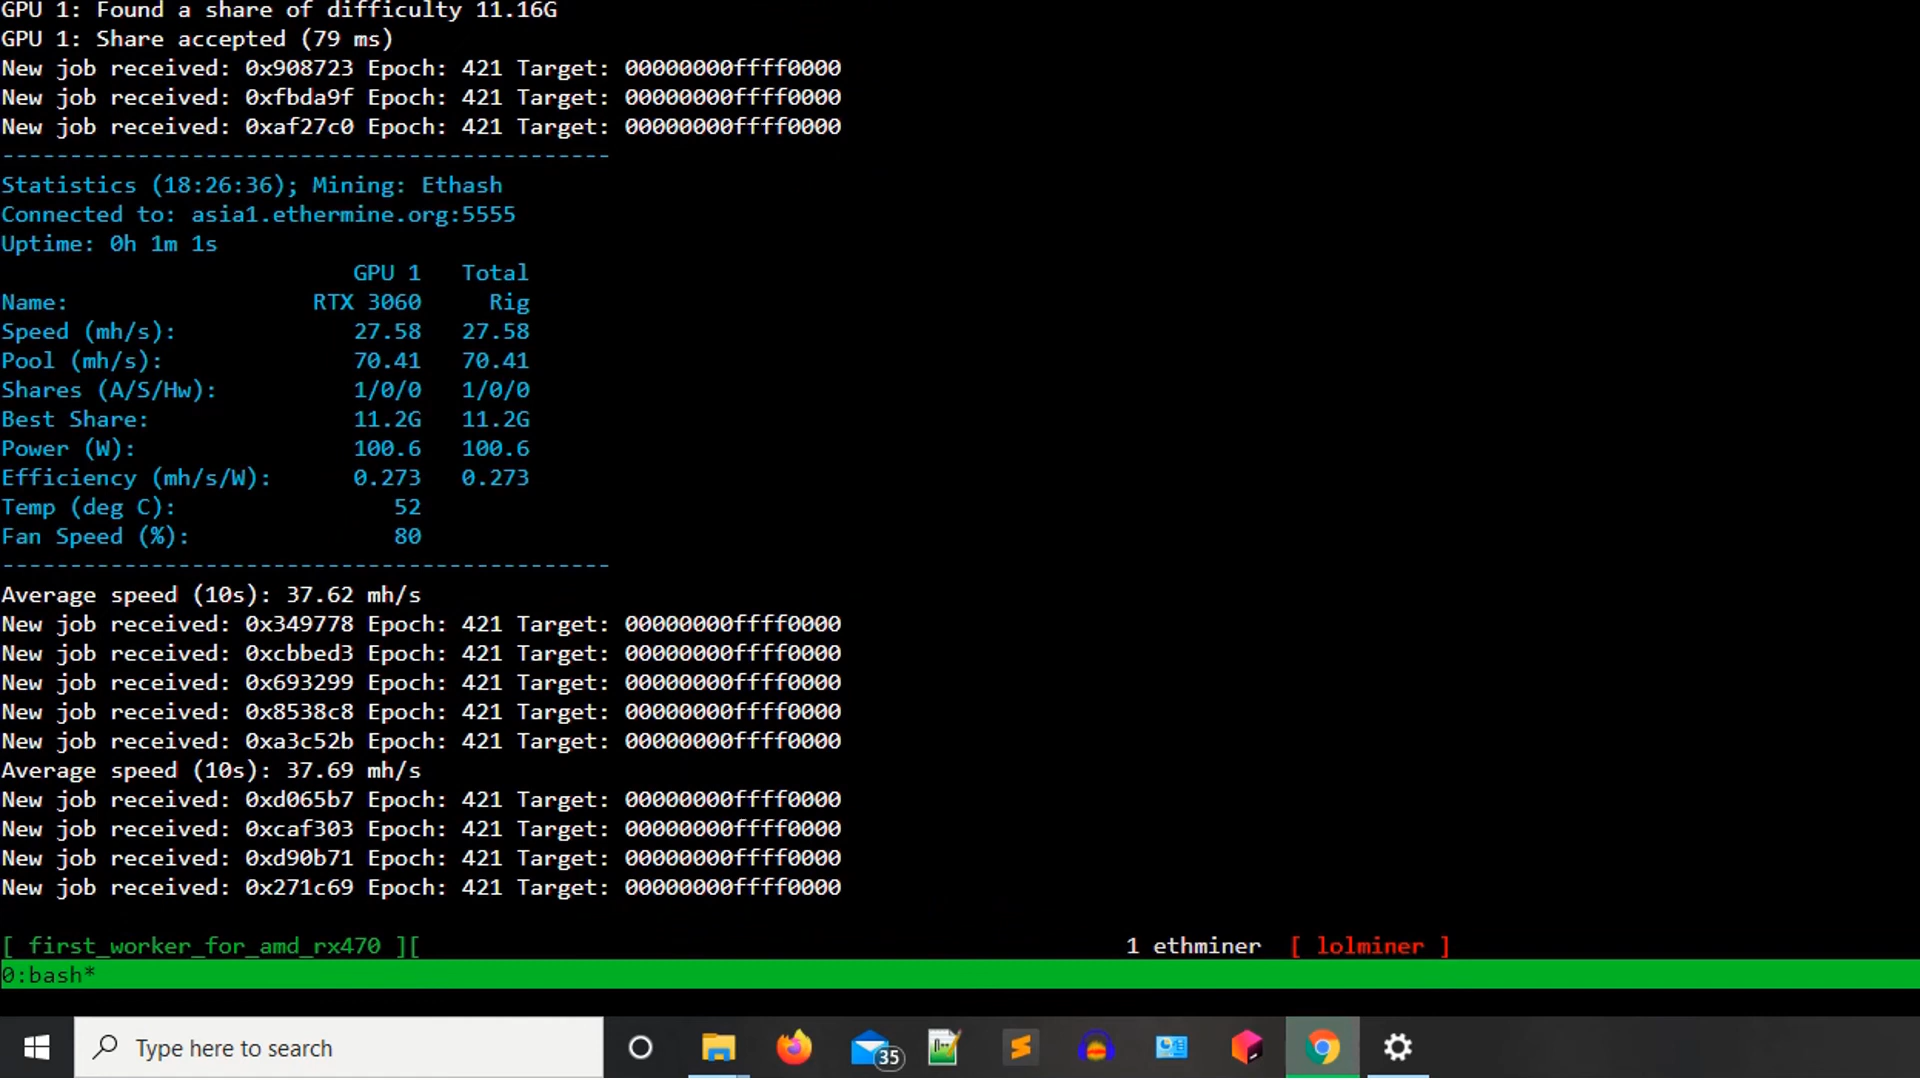 GPU 1: Found a share of difficulty 11.16G
GPU 1: Share accepted (79 ms)
New job received: 0x908723 Epoch: 421 Target: 00000000ffff0000
New job received: 0xfbda9f Epoch: 421 Target: 00000000ffff0000
New job received: 0xaf27c0 Epoch: 421 Target: 00000000ffff0000
---------------------------------------------
Statistics (18:26:36); Mining: Ethash
Connected to: asia1.ethermine.org:5555
Uptime: 0h 1m 1s
GPU 1 Total
Name: RTX 3060 Rig
Speed (mh/s): 27.58 27.58
Pool (mh/s): 70.41 70.41
Shares (A/S/Hw): 1/0/0 1/0/0
Best Share: 11.2G 11.2G
Power (W): 100.6 100.6
Efficiency (mh/s/W): 0.273 0.273
Temp (deg C): 52
Fan Speed (%): 80
---------------------------------------------
Average speed (10s): 37.62 mh/s
New job received: 0x349778 Epoch: 421 Target: 00000000ffff0000
New job received: 0xcbbed3 Epoch: 421 Target: 00000000ffff0000
New job received: 0x693299 Epoch: 421 Target: 00000000ffff0000
New job received: 0x8538c8 Epoch: 421 Target: 00000000ffff0000
New job received: 0xa3c52b Epoch: 421 Target: 00000000ffff0000
Average speed (10s): 37.69 mh/s
New job received: 0xd065b7 Epoch: 421 Target: 00000000ffff0000
New job received: 0xcaf303 Epoch: 421 Target: 00000000ffff0000
New job received: 0xd90b71 Epoch: 421 Target: 00000000ffff0000
New job received: 0x271c69 Epoch: 421 Target: 00000000ffff0000
[ first_worker_for_amd_rx470 ][ 1 ethminer [ lolminer ]
0:bash*
Type here to search
35